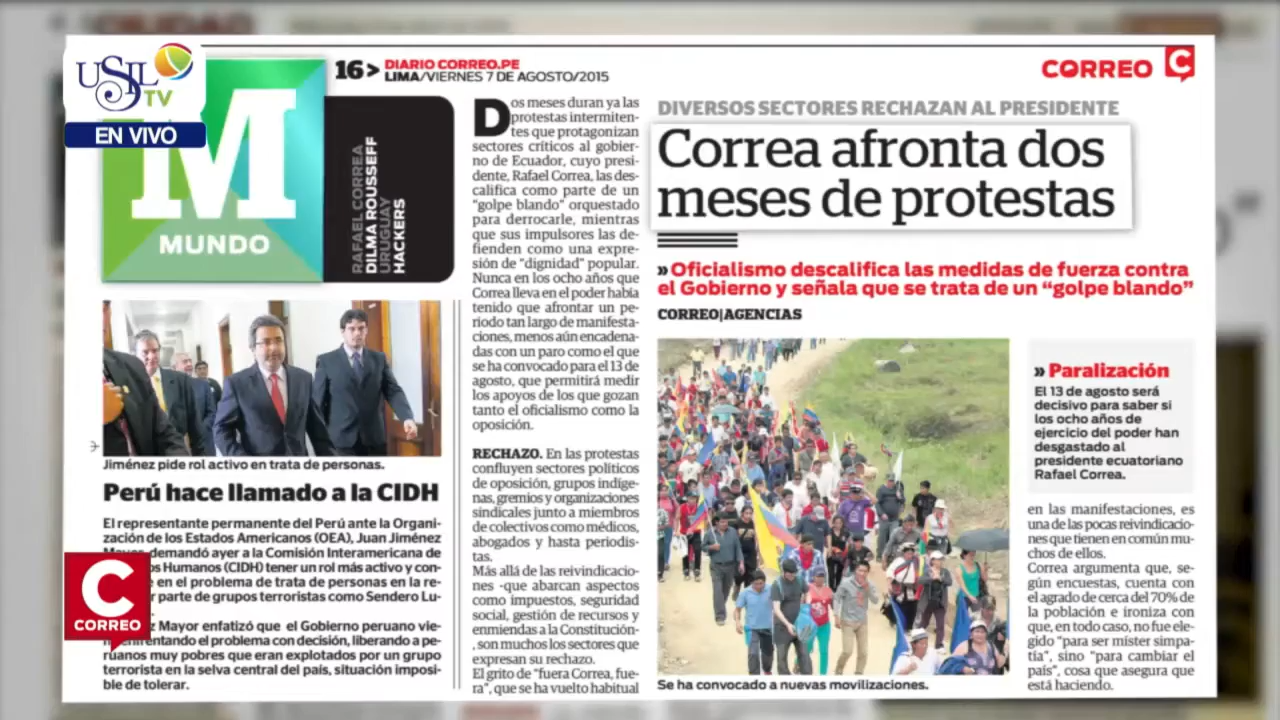 USIL
TV
EN VIVO
M
MUNDO
RAFAEL CORREA
DILMA ROUSSEFF
URUGUAY
HACKERS
16> DIARIO CORREO.PE
LIMA/VIERNES 7 DE AGOSTO/2015
CORREO C
Jiménez pide rol activo en trata de personas.
Perú hace llamado a la CIDH
El representante permanente del Perú ante la Organi-
zación de los Estados Americanos (OEA), Juan Jiménez
demandó ayer a la Comisión Interamericana de
s Humanos (CIDH) tener un rol más activo y con-
e en el problema de trata de personas en la re-
r parte de grupos terroristas como Sendero Lu-
z Mayor enfatizó que el Gobierno peruano vie-
enfrentando el problema con decisión, liberando a pe-
ruanos muy pobres que eran explotados por un grupo
terrorista en la selva central del país, situación imposi-
ble de tolerar.
C
CORREO
Dos meses duran ya las
protestas intermiten-
tes que protagonizan
sectores críticos al gobier-
no de Ecuador, cuyo presi-
dente, Rafael Correa, las des-
califica como parte de un
“golpe blando” orquestado
para derrocarle, mientras
que sus impulsores las de-
fienden como una expre-
sión de “dignidad” popular.
Nunca en los ocho años que
Correa lleva en el poder había
tenido que afrontar un pe-
riodo tan largo de manifesta-
ciones, menos aún encadena-
das con un paro como el que
se ha convocado para el 13 de
agosto, que permitirá medir
los apoyos de los que gozan
tanto el oficialismo como la
oposición.
RECHAZO. En las protestas
confluyen sectores políticos
de oposición, grupos indíge-
nas, gremios y organizaciones
sindicales junto a miembros
de colectivos como médicos,
abogados y hasta periodis-
tas.
Más allá de las reivindicacio-
nes -que abarcan aspectos
como impuestos, seguridad
social, gestión de recursos y
enmiendas a la Constitución-
, son muchos los sectores que
expresan su rechazo.
El grito de “fuera Correa, fue-
ra”, que se ha vuelto habitual
DIVERSOS SECTORES RECHAZAN AL PRESIDENTE
Correa afronta dos
meses de protestas
» Oficialismo descalifica las medidas de fuerza contra
el Gobierno y señala que se trata de un “golpe blando”
CORREO|AGENCIAS
Se ha convocado a nuevas movilizaciones.
» Paralización
El 13 de agosto será
decisivo para saber si
los ocho años de
ejercicio del poder han
desgastado al
presidente ecuatoriano
Rafael Correa.
en las manifestaciones, es
una de las pocas reivindicacio-
nes que tienen en común mu-
chos de ellos.
Correa argumenta que, se-
gún encuestas, cuenta con
el agrado de cerca del 70% de
la población e ironiza con
que, en todo caso, no fue ele-
gido “para ser míster simpa-
tía”, sino “para cambiar el
país”, cosa que asegura que
está haciendo.